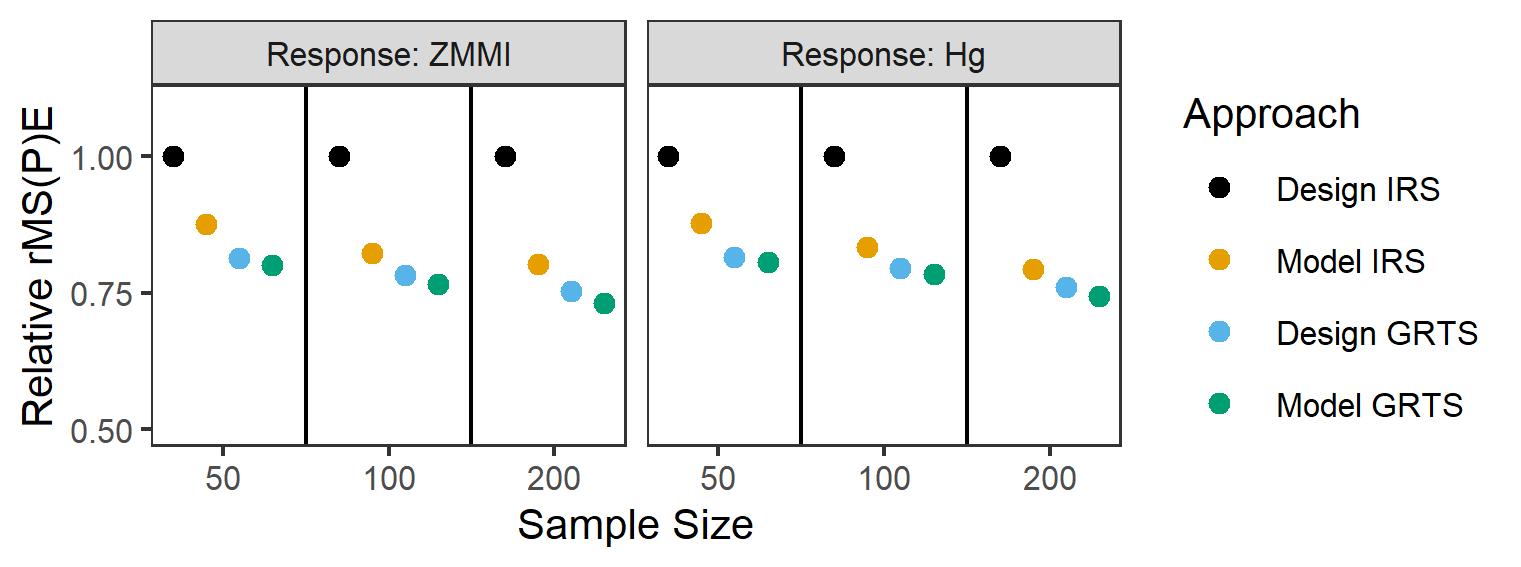 Response: ZMMI
Response: Hg
Relative rMS(P)E
1.00
0.75
0.50
50
100
200
50
100
200
Sample Size
Approach
Design IRS
Model IRS
Design GRTS
Model GRTS